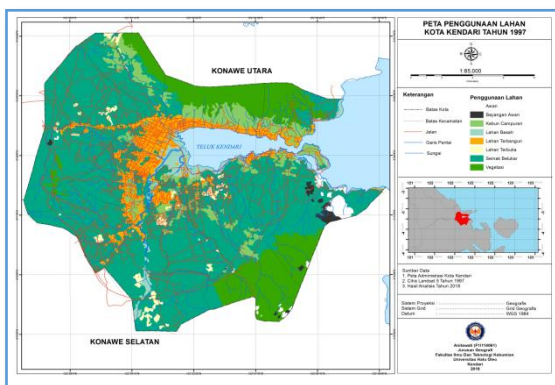 PETA PENGGUNAAN LAHAN
KOTA KENDARI TAHUN 1997
1:85.000
Keterangan
Batas Kota
Batas Kecamatan
Jalan
Garis Pantai
Sungai
Penggunaan Lahan
Awan
Bayangan Awan
Kebun Campuran
Lahan Basah
Lahan Terbangun
Lahan Terbuka
Semak Belukar
Vegetasi
KONAWE UTARA
TELUK KENDARI
KONAWE SELATAN
Sumber Data
1. Peta Administrasi Kota Kendari
2. Citra Landsat 5 Tahun 1997
3. Hasil Analisis Tahun 2018
Sistem Proyeksi : Geografis
Sistem Grid : Grid Geografis
Datum : WGS 1984
Jurusan Geografi
Fakultas Ilmu Dan Teknologi Kebumian
Universitas Halu Oleo
Kendari
2018